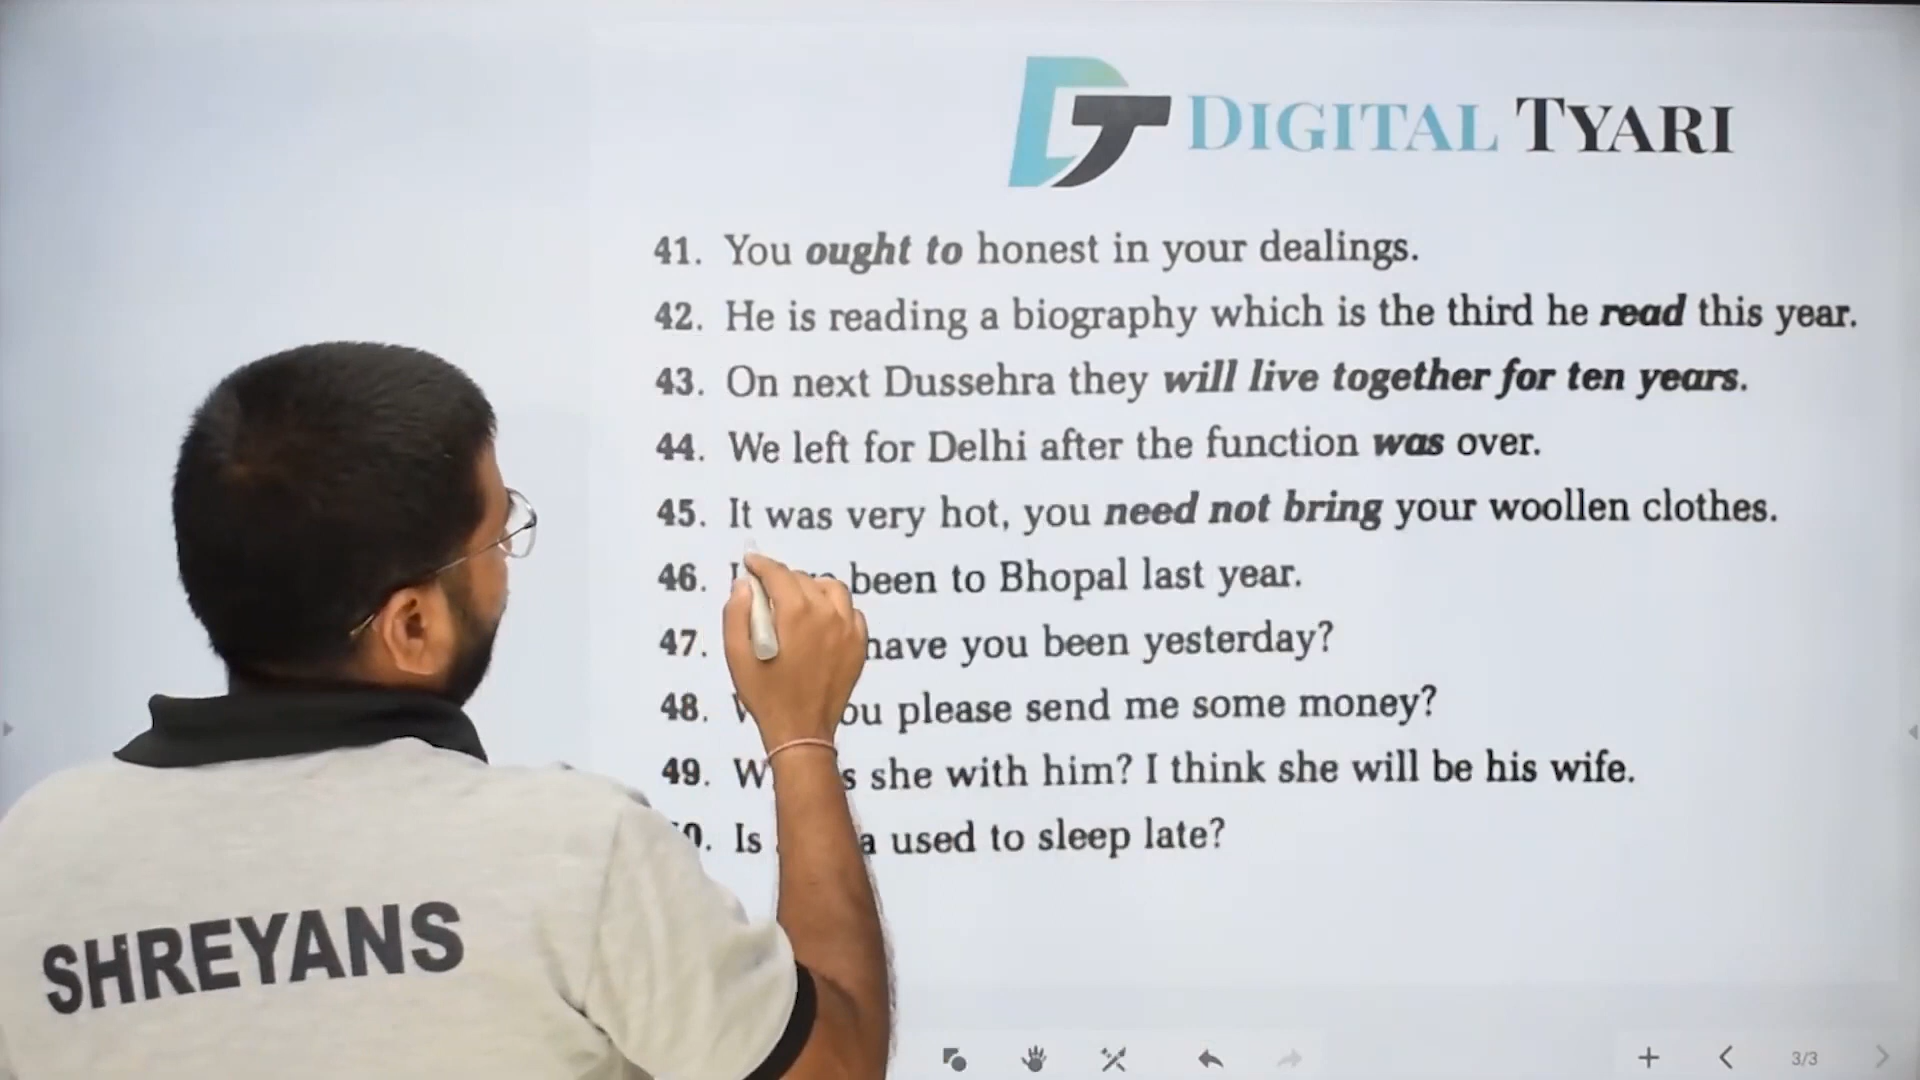 DIGITAL TYARI
41. You ought to honest in your dealings.
42. He is reading a biography which is the third he read this year.
43. On next Dussehra they will live together for ten years.
44. We left for Delhi after the function was over.
45. It was very hot, you need not bring your woollen clothes.
46. been to Bhopal last year.
47. have you been yesterday?
48. please send me some money?
49. she with him? I think she will be his wife.
Is used to sleep late?
SHREYANS
3/3